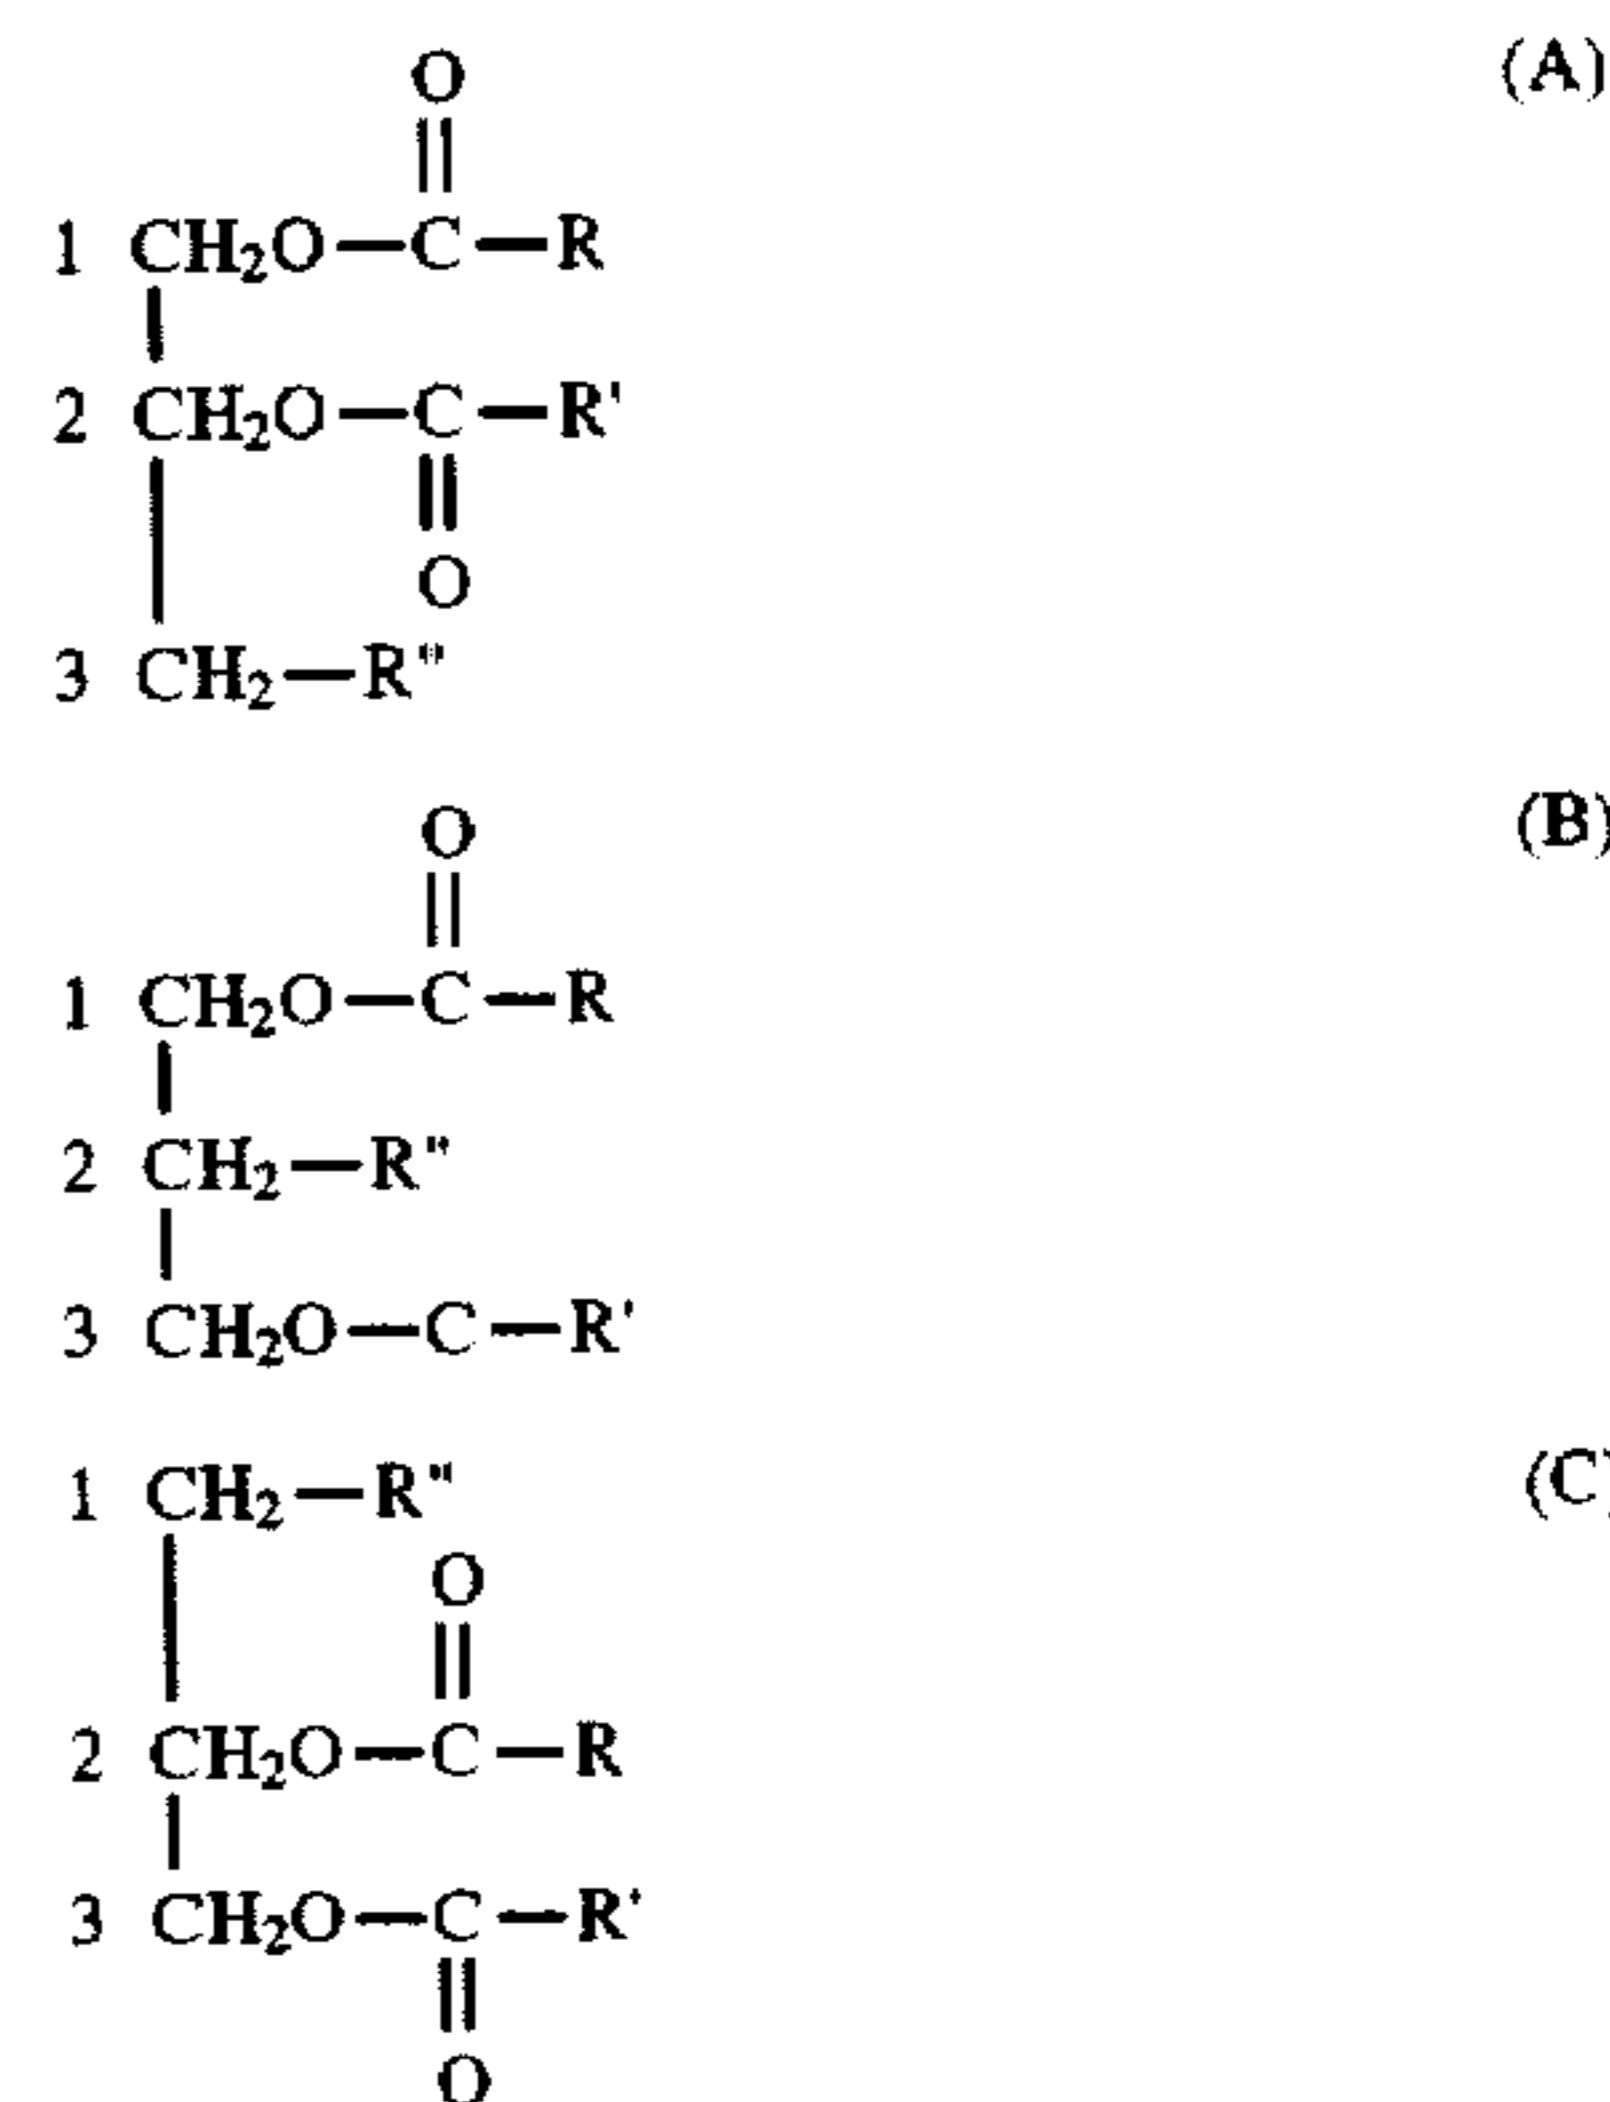 O (A)
1 CH₂O—C—R
2 CH₂O—C—R'
O
3 CH₂—R"
O (B)
1 CH₂O—C—R
2 CH₂—R"
3 CH₂O—C—R'
1 CH₂—R" (C)
O
2 CH₂O—C—R
3 CH₂O—C—R'
O